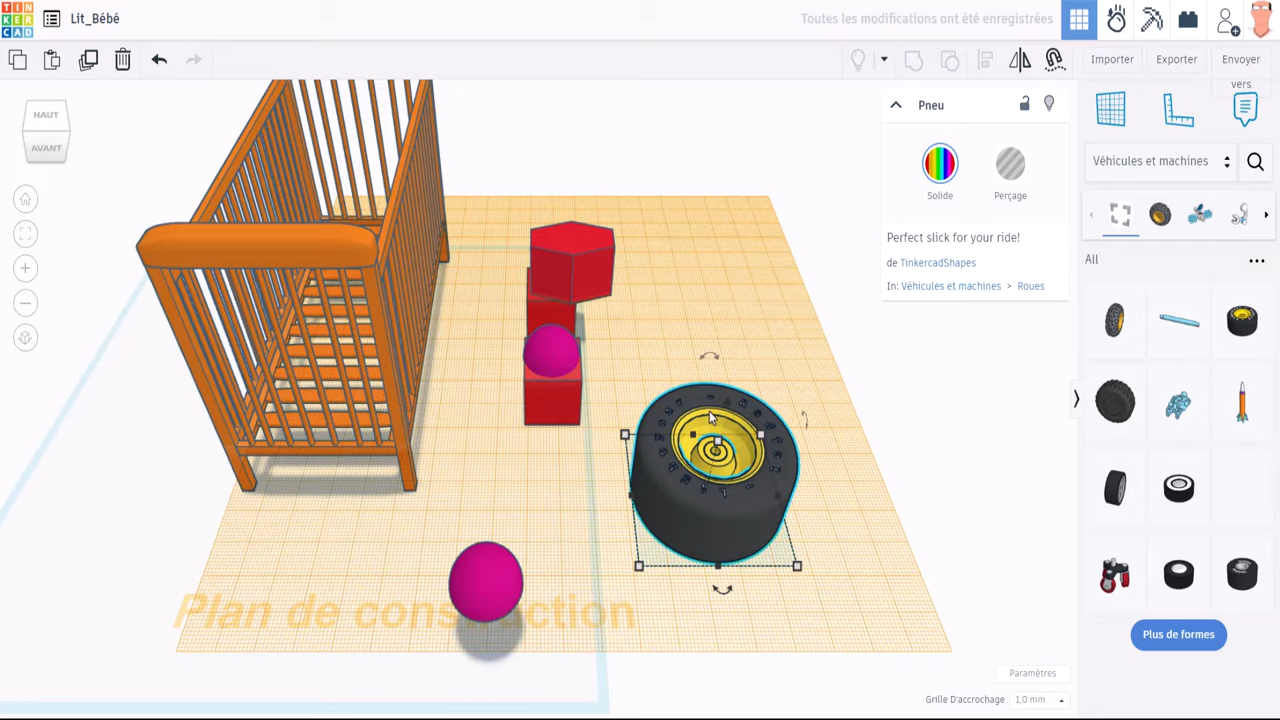 TIN
KER
CAD
Lit_Bébé
Toutes les modifications ont été enregistrées
Importer
Exporter
Envoyer
vers
HAUT
AVANT
Pneu
Solide
Perçage
Perfect slick for your ride!
de TinkercadShapes
In: Véhicules et machines > Roues
Véhicules et machines
All
Plus de formes
Plan de construction
Paramètres
Grille D'accrochage
1,0 mm